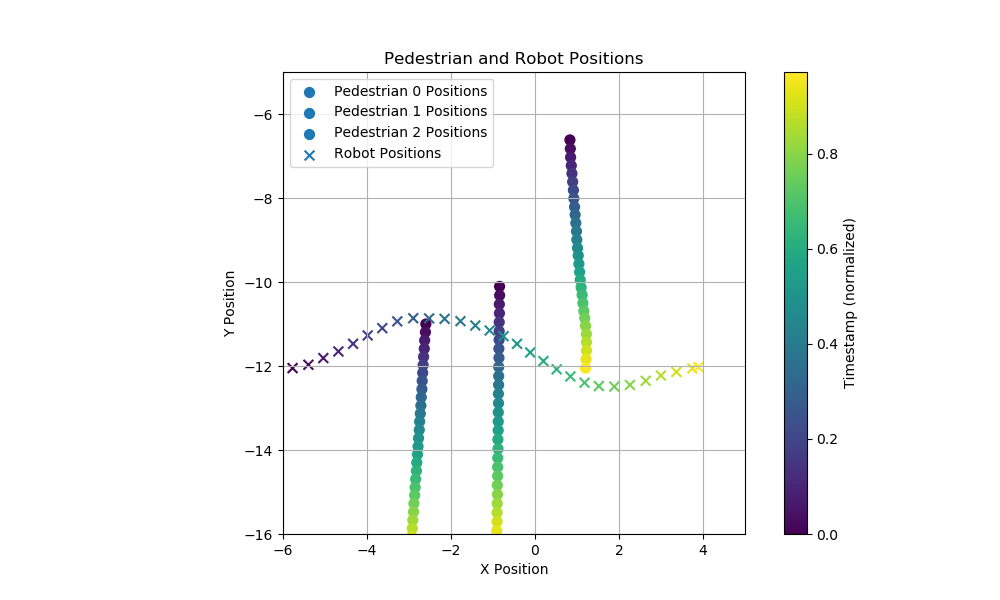 Pedestrian and Robot Positions
Pedestrian 0 Positions
Pedestrian 1 Positions
Pedestrian 2 Positions
Robot Positions
Y Position
−6
−8
−10
−12
−14
−16
−6
−4
−2
0
2
4
X Position
0.8
0.6
0.4
0.2
0.0
Timestamp (normalized)